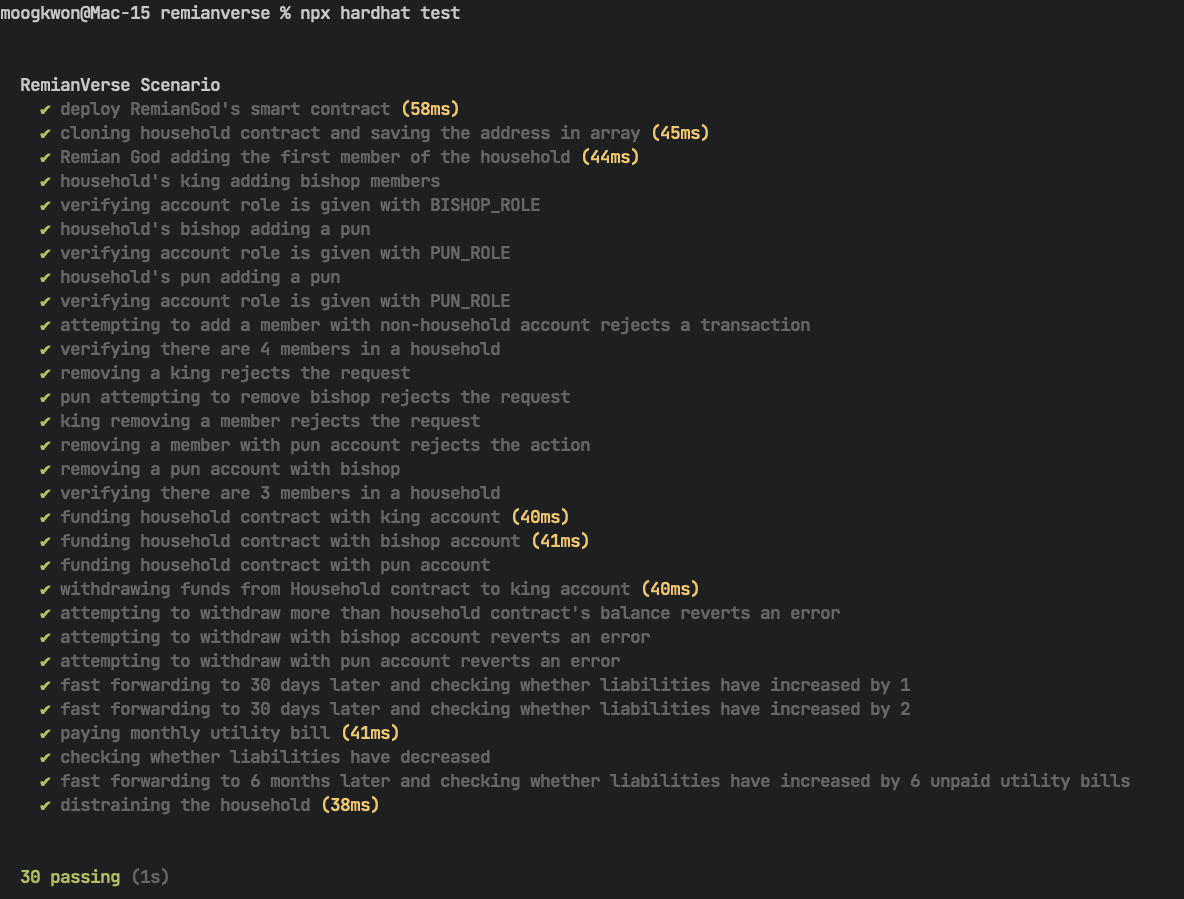 moogkwon@Mac-15 remianverse % npx hardhat test
RemianVerse Scenario
✔ deploy RemianGod's smart contract (58ms)
✔ cloning household contract and saving the address in array (45ms)
✔ Remian God adding the first member of the household (44ms)
✔ household's king adding bishop members
✔ verifying account role is given with BISHOP_ROLE
✔ household's bishop adding a pun
✔ verifying account role is given with PUN_ROLE
✔ household's pun adding a pun
✔ verifying account role is given with PUN_ROLE
✔ attempting to add a member with non-household account rejects a transaction
✔ verifying there are 4 members in a household
✔ removing a king rejects the request
✔ pun attempting to remove bishop rejects the request
✔ king removing a member rejects the request
✔ removing a member with pun account rejects the action
✔ removing a pun account with bishop
✔ verifying there are 3 members in a household
✔ funding household contract with king account (40ms)
✔ funding household contract with bishop account (41ms)
✔ funding household contract with pun account
✔ withdrawing funds from Household contract to king account (40ms)
✔ attempting to withdraw more than household contract's balance reverts an error
✔ attempting to withdraw with bishop account reverts an error
✔ attempting to withdraw with pun account reverts an error
✔ fast forwarding to 30 days later and checking whether liabilities have increased by 1
✔ fast forwarding to 30 days later and checking whether liabilities have increased by 2
✔ paying monthly utility bill (41ms)
✔ checking whether liabilities have decreased
✔ fast forwarding to 6 months later and checking whether liabilities have increased by 6 unpaid utility bills
✔ distraining the household (38ms)
30 passing (1s)